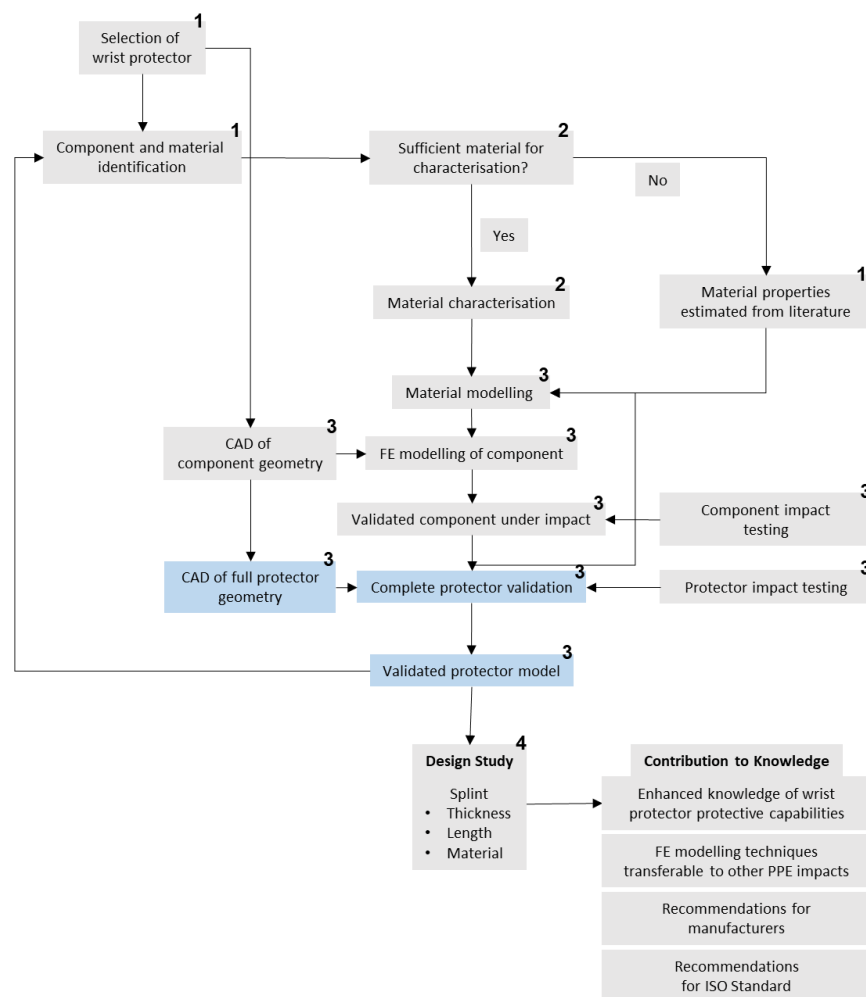 1
Selection of
wrist protector
1
Component and material
identification
2
Sufficient material for
characterisation?
No
Yes
2
Material characterisation
1
Material properties
estimated from literature
3
Material modelling
3
CAD of
component geometry
3
FE modelling of component
3
Validated component under impact
3
Component impact
testing
3
CAD of full protector
geometry
3
Complete protector validation
3
Protector impact testing
3
Validated protector model
4
Design Study
Splint
• Thickness
• Length
• Material
Contribution to Knowledge
Enhanced knowledge of wrist
protector protective capabilities
FE modelling techniques
transferable to other PPE impacts
Recommendations for
manufacturers
Recommendations
for ISO Standard